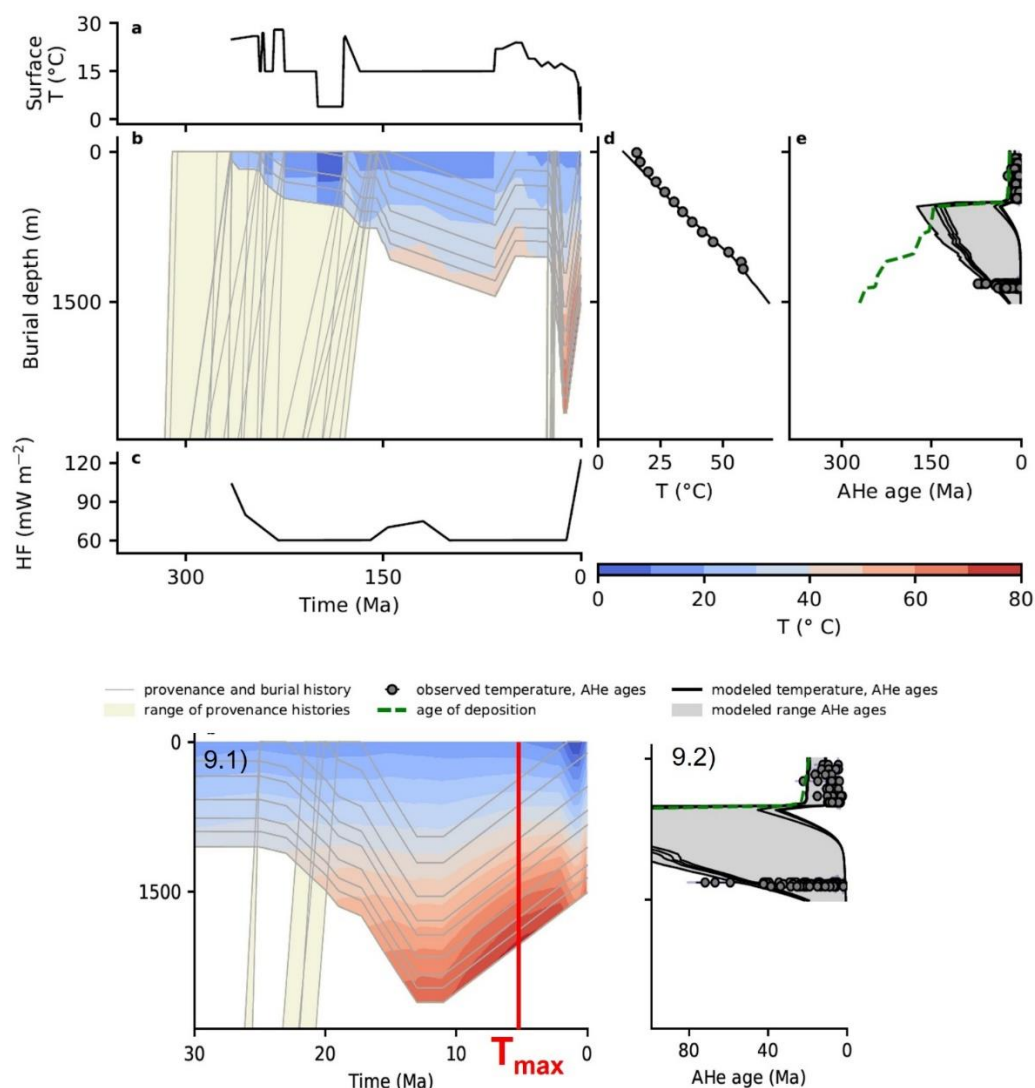 a
30
15
0
Surface
T (°C)
b
0
1500
Burial depth (m)
c
120
90
60
HF (mW m−2)
300 150 0
Time (Ma)
d
0 25 50
T (°C)
e
300 150 0
AHe age (Ma)
0 20 40 60 80
T (° C)
provenance and burial history
range of provenance histories
observed temperature, AHe ages
age of deposition
modeled temperature, AHe ages
modeled range AHe ages
9.1)
0
1500
30 20 10 0
Time (Ma)
Tmax
9.2)
80 40 0
AHe age (Ma)